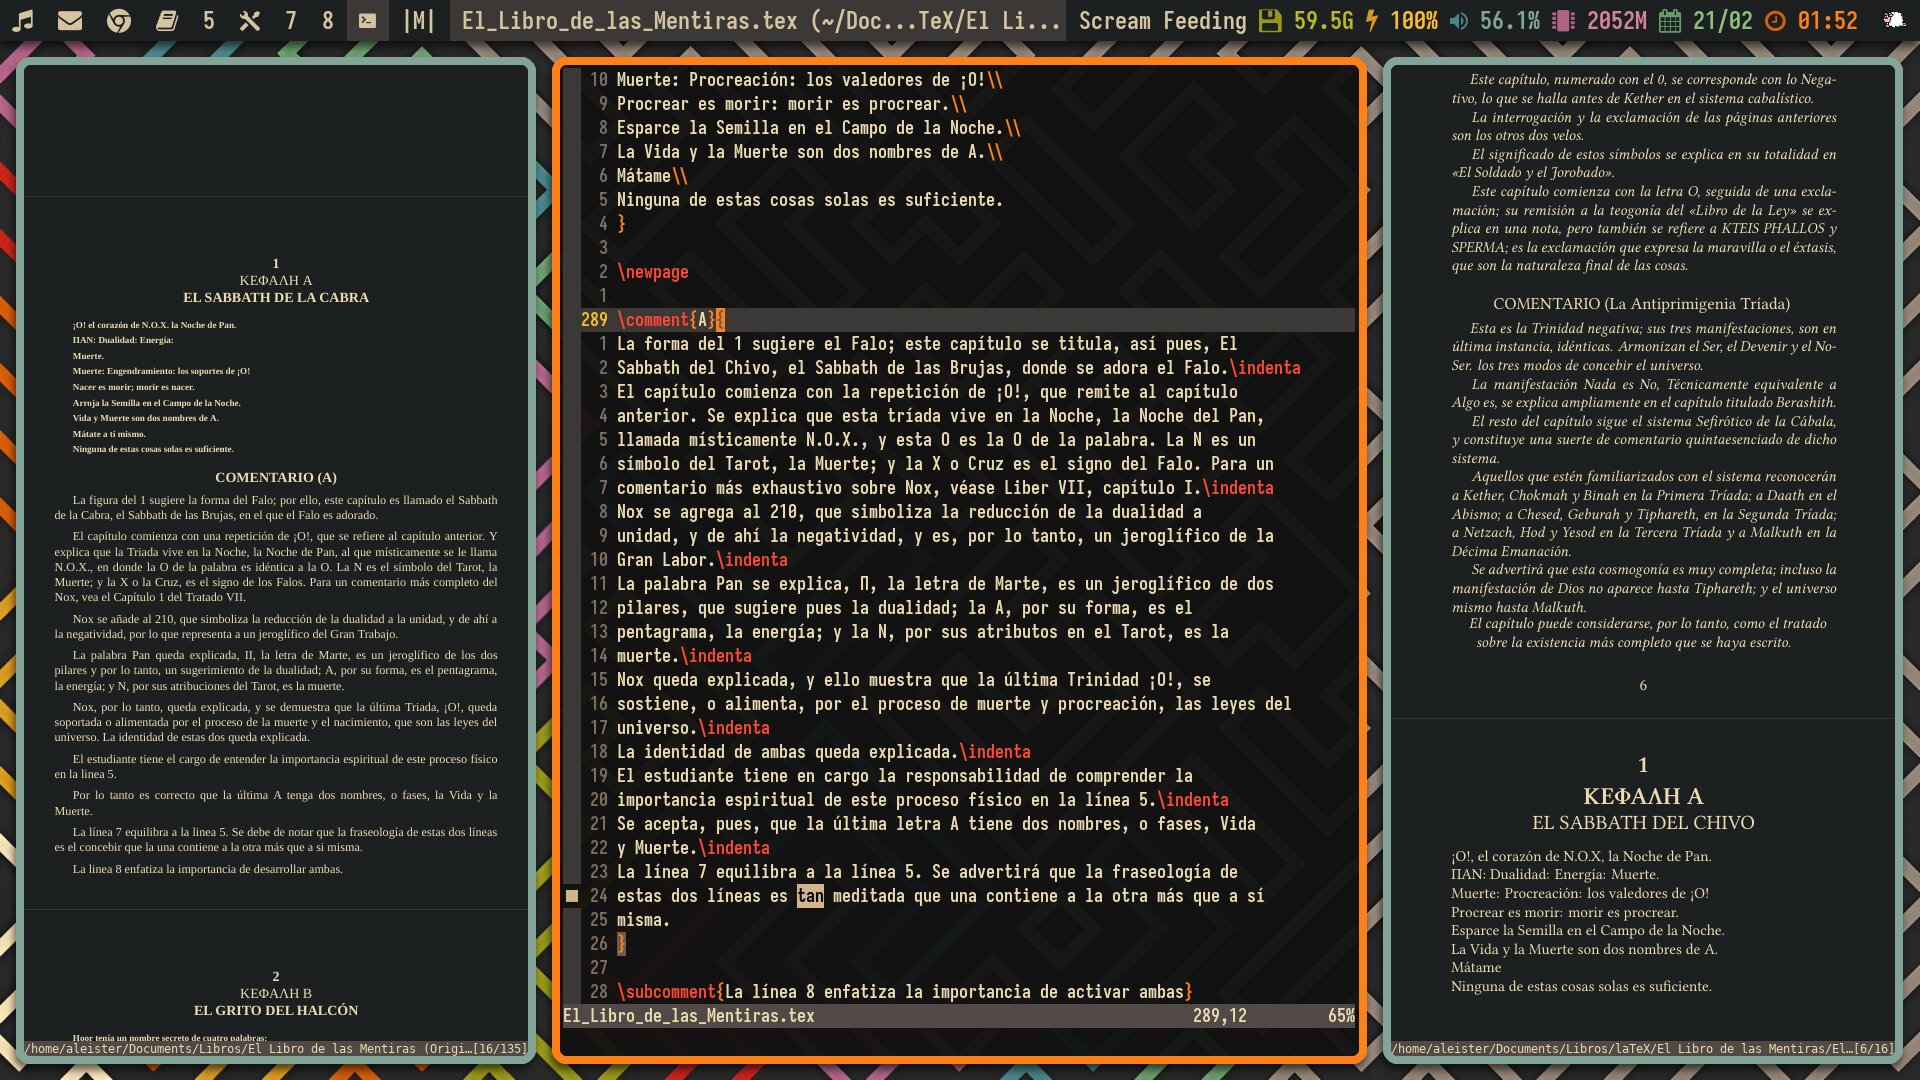 5 7 8 |M| El_Libro_de_las_Mentiras.tex (~/Doc...TeX/El Li... Scream Feeding 59.5G 100% 56.1% 2052M 21/02 01:52
1
ΚΕΦΑΛΗ Α
EL SABBATH DE LA CABRA
¡O! el corazón de N.O.X. la Noche de Pan.
ΠAN: Dualidad: Energía:
Muerte.
Muerte: Engendramiento: los soportes de ¡O!
Nacer es morir; morir es nacer.
Arroja la Semilla en el Campo de la Noche.
Vida y Muerte son dos nombres de A.
Mátate a ti mismo.
Ninguna de estas cosas solas es suficiente.
COMENTARIO (A)
La figura del 1 sugiere la forma del Falo; por ello, este capítulo es llamado el Sabbath
de la Cabra, el Sabbath de las Brujas, en el que el Falo es adorado.
El capítulo comienza con una repetición de ¡O!, que se refiere al capítulo anterior. Y
explica que la Triada vive en la Noche, la Noche de Pan, al que místicamente se le llama
N.O.X., en donde la O de la palabra es idéntica a la O. La N es el símbolo del Tarot, la
Muerte; y la X o la Cruz, es el signo de los Falos. Para un comentario más completo del
Nox, vea el Capítulo 1 del Tratado VII.
Nox se añade al 210, que simboliza la reducción de la dualidad a la unidad, y de ahí a
la negatividad, por lo que representa a un jeroglífico del Gran Trabajo.
La palabra Pan queda explicada, II, la letra de Marte, es un jeroglífico de los dos
pilares y por lo tanto, un sugerimiento de la dualidad; A, por su forma, es el pentagrama,
la energía; y N, por sus atribuciones del Tarot, es la muerte.
Nox, por lo tanto, queda explicada, y se demuestra que la última Triada, ¡O!, queda
soportada o alimentada por el proceso de la muerte y el nacimiento, que son las leyes del
universo. La identidad de estas dos queda explicada.
El estudiante tiene el cargo de entender la importancia espiritual de este proceso físico
en la linea 5.
Por lo tanto es correcto que la última A tenga dos nombres, o fases, la Vida y la
Muerte.
La línea 7 equilibra a la linea 5. Se debe de notar que la fraseología de estas dos líneas
es el concebir que la una contiene a la otra más que a si misma.
La linea 8 enfatiza la importancia de desarrollar ambas.
2
ΚΕΦΑΛΗ Β
EL GRITO DEL HALCÓN
Hoor tenía un nombre secreto de cuatro palabras:
/home/aleister/Documents/Libros/El Libro de las Mentiras (Origi…[16/135]
10 Muerte: Procreación: los valedores de ¡O!\\
9 Procrear es morir: morir es procrear.\\
8 Esparce la Semilla en el Campo de la Noche.\\
7 La Vida y la Muerte son dos nombres de A.\\
6 Mátame\\
5 Ninguna de estas cosas solas es suficiente.
4 }
3
2 \newpage
1
289 \comment{A}{
1 La forma del 1 sugiere el Falo; este capítulo se titula, así pues, El
2 Sabbath del Chivo, el Sabbath de las Brujas, donde se adora el Falo.\indenta
3 El capítulo comienza con la repetición de ¡O!, que remite al capítulo
4 anterior. Se explica que esta tríada vive en la Noche, la Noche del Pan,
5 llamada místicamente N.O.X., y esta O es la O de la palabra. La N es un
6 símbolo del Tarot, la Muerte; y la X o Cruz es el signo del Falo. Para un
7 comentario más exhaustivo sobre Nox, véase Liber VII, capítulo I.\indenta
8 Nox se agrega al 210, que simboliza la reducción de la dualidad a
9 unidad, y de ahí la negatividad, y es, por lo tanto, un jeroglífico de la
10 Gran Labor.\indenta
11 La palabra Pan se explica, Π, la letra de Marte, es un jeroglífico de dos
12 pilares, que sugiere pues la dualidad; la A, por su forma, es el
13 pentagrama, la energía; y la N, por sus atributos en el Tarot, es la
14 muerte.\indenta
15 Nox queda explicada, y ello muestra que la última Trinidad ¡O!, se
16 sostiene, o alimenta, por el proceso de muerte y procreación, las leyes del
17 universo.\indenta
18 La identidad de ambas queda explicada.\indenta
19 El estudiante tiene en cargo la responsabilidad de comprender la
20 importancia espiritual de este proceso físico en la línea 5.\indenta
21 Se acepta, pues, que la última letra A tiene dos nombres, o fases, Vida
22 y Muerte.\indenta
23 La línea 7 equilibra a la línea 5. Se advertirá que la fraseología de
24 estas dos líneas es tan meditada que una contiene a la otra más que a sí
25 misma.
26 }
27
28 \subcomment{La línea 8 enfatiza la importancia de activar ambas}
El_Libro_de_las_Mentiras.tex 289,12 65%
Este capítulo, numerado con el 0, se corresponde con lo Nega-
tivo, lo que se halla antes de Kether en el sistema cabalístico.
La interrogación y la exclamación de las páginas anteriores
son los otros dos velos.
El significado de estos símbolos se explica en su totalidad en
«El Soldado y el Jorobado».
Este capítulo comienza con la letra O, seguida de una excla-
mación; su remisión a la teogonía del «Libro de la Ley» se ex-
plica en una nota, pero también se refiere a KTEIS PHALLOS y
SPERMA; es la exclamación que expresa la maravilla o el éxtasis,
que son la naturaleza final de las cosas.
COMENTARIO (La Antiprimigenia Tríada)
Esta es la Trinidad negativa; sus tres manifestaciones, son en
última instancia, idénticas. Armonizan el Ser, el Devenir y el No-
Ser. los tres modos de concebir el universo.
La manifestación Nada es No, Técnicamente equivalente a
Algo es, se explica ampliamente en el capítulo titulado Berashith.
El resto del capítulo sigue el sistema Sefirótico de la Cábala,
y constituye una suerte de comentario quintaesenciado de dicho
sistema.
Aquellos que estén familiarizados con el sistema reconocerán
a Kether, Chokmah y Binah en la Primera Tríada; a Daath en el
Abismo; a Chesed, Geburah y Tiphareth, en la Segunda Tríada;
a Netzach, Hod y Yesod en la Tercera Tríada y a Malkuth en la
Décima Emanación.
Se advertirá que esta cosmogonía es muy completa; incluso la
manifestación de Dios no aparece hasta Tiphareth; y el universo
mismo hasta Malkuth.
El capítulo puede considerarse, por lo tanto, como el tratado
sobre la existencia más completo que se haya escrito.
6
1
ΚΕΦΑΛΗ Α
EL SABBATH DEL CHIVO
¡O!, el corazón de N.O.X, la Noche de Pan.
ΠAN: Dualidad: Energía: Muerte.
Muerte: Procreación: los valedores de ¡O!
Procrear es morir: morir es procrear.
Esparce la Semilla en el Campo de la Noche.
La Vida y la Muerte son dos nombres de A.
Mátame
Ninguna de estas cosas solas es suficiente.
/home/aleister/Documents/Libros/laTeX/El Libro de las Mentiras/El…[6/16]